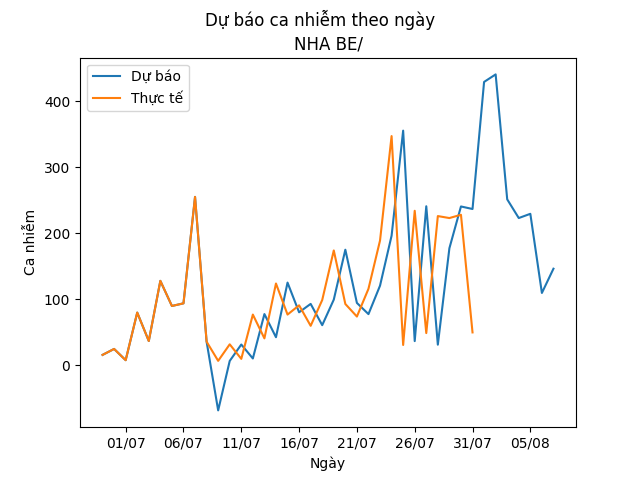 Dự báo ca nhiễm theo ngày
NHA BE/
Dự báo
Thực tế
Ca nhiễm
400
300
200
100
0
01/07 06/07 11/07 16/07 21/07 26/07 31/07 05/08
Ngày